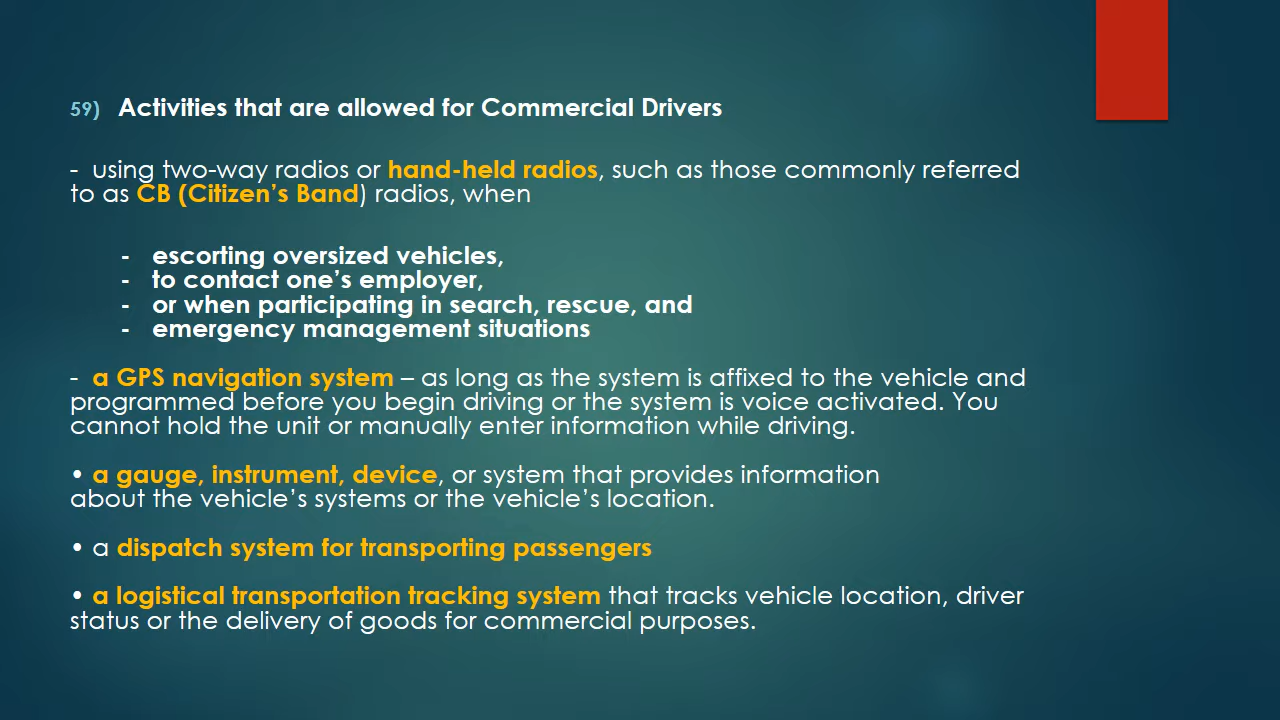 59) Activities that are allowed for Commercial Drivers
- using two-way radios or hand-held radios, such as those commonly referred
to as CB (Citizen’s Band) radios, when
- escorting oversized vehicles,
- to contact one’s employer,
- or when participating in search, rescue, and
- emergency management situations
- a GPS navigation system – as long as the system is affixed to the vehicle and
programmed before you begin driving or the system is voice activated. You
cannot hold the unit or manually enter information while driving.
• a gauge, instrument, device, or system that provides information
about the vehicle’s systems or the vehicle’s location.
• a dispatch system for transporting passengers
• a logistical transportation tracking system that tracks vehicle location, driver
status or the delivery of goods for commercial purposes.